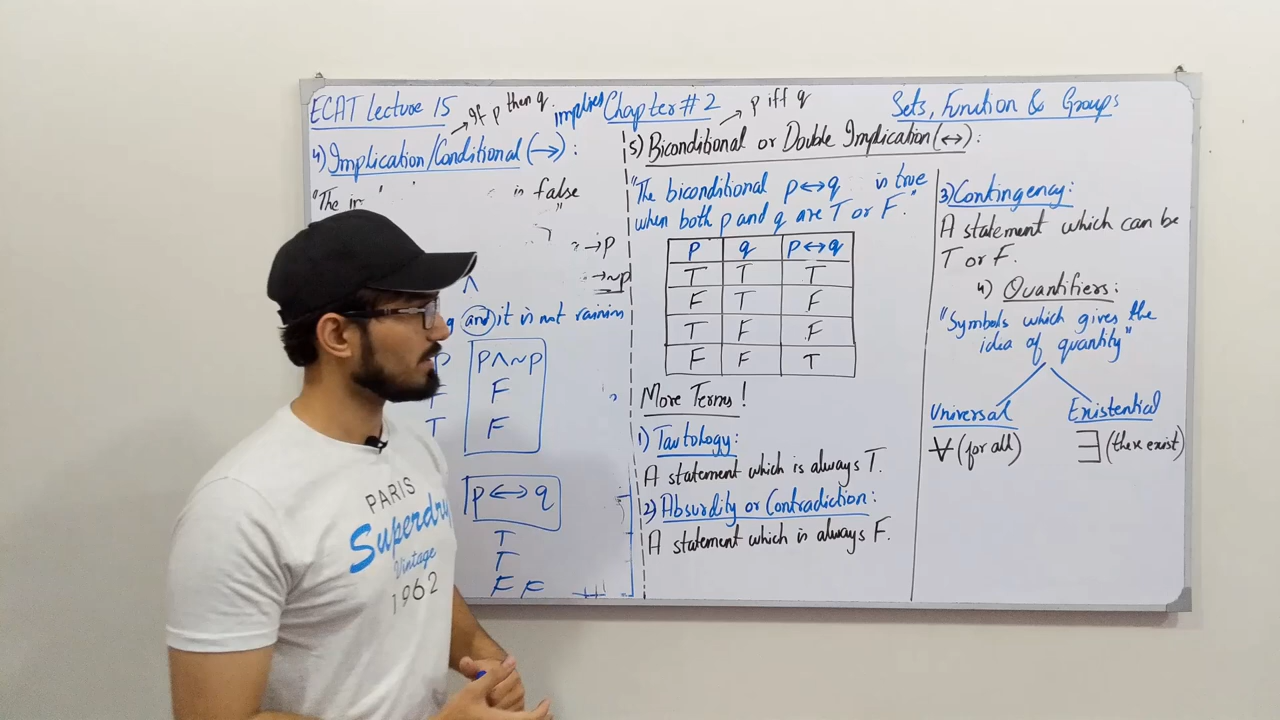 ECAT Lecture 15
→ If p then q
implies
Chapter # 2
Sets, Function & Groups
4) Implication/Conditional (→) :
"The
is false
"
→p
→~p
∧
and it is not raining
p∧~p
F
F
F
T
p↔q
T
T
F F
→ p iff q
5) Biconditional or Double Implication (↔) :
"The biconditional p↔q is true
when both p and q are T or F."
p q p↔q
T T T
F T F
T F F
F F T
More Terms !
1) Tautology:
A statement which is always T.
2) Absurdity or Contradiction:
A statement which is always F.
3) Contingency:
A statement which can be
T or F.
4) Quantifiers:
"Symbols which gives the
idea of quantity"
Universal Existential
∀ (for all) ∃ (there exist)
PARIS
Superdry
Vintage
1962